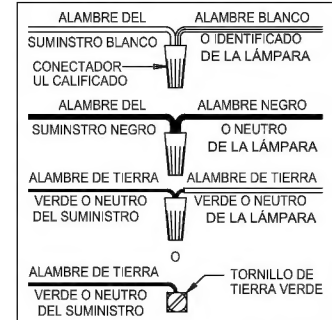 ALAMBRE DEL
SUMINSTRO BLANCO
CONECTADOR
UL CALIFICADO
ALAMBRE BLANCO
O IDENTIFICADO
DE LA LÁMPARA
ALAMBRE DEL
SUMINSTRO NEGRO
ALAMBRE NEGRO
O NEUTRO
DE LA LÁMPARA
ALAMBRE DE TIERRA
VERDE O NEUTRO
DEL SUMINISTRO
ALAMBRE DE TIERRA
VERDE O NEUTRO
DE LA LÁMPARA
O
ALAMBRE DE TIERRA
VERDE O NEUTRO
DEL SUMINISTRO
TORNILLO DE
TIERRA VERDE